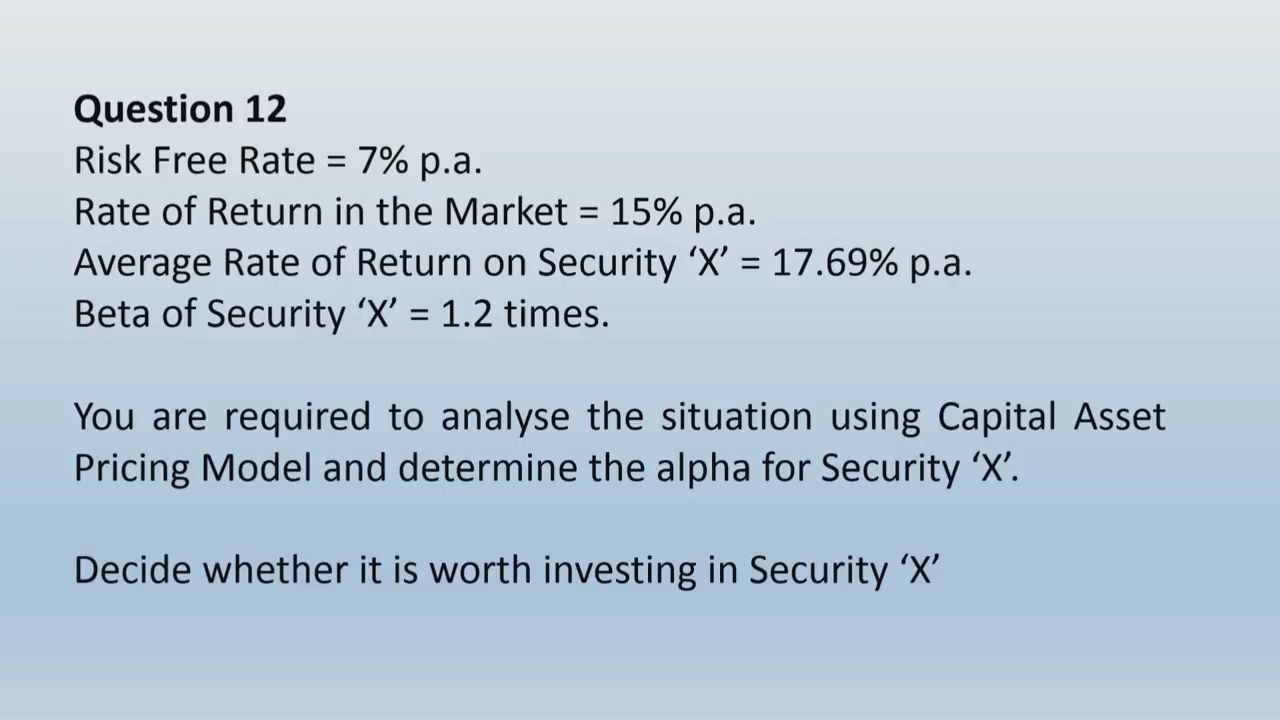 Question 12
Risk Free Rate = 7% p.a.
Rate of Return in the Market = 15% p.a.
Average Rate of Return on Security ‘X’ = 17.69% p.a.
Beta of Security ‘X’ = 1.2 times.
You are required to analyse the situation using Capital Asset
Pricing Model and determine the alpha for Security ‘X’.
Decide whether it is worth investing in Security ‘X’